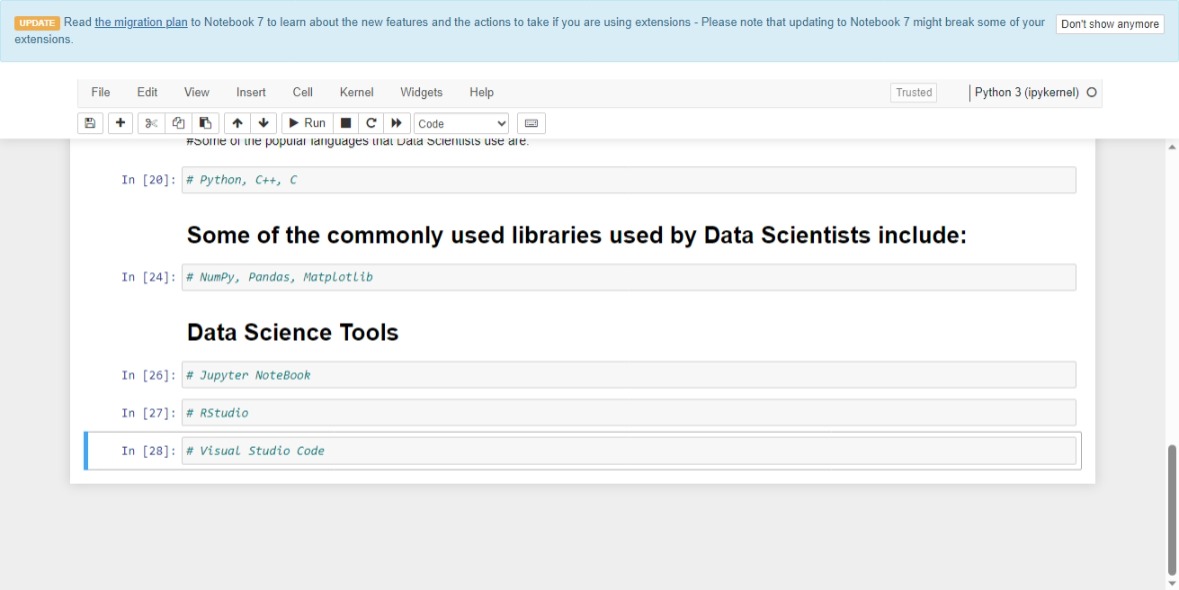 UPDATE Read the migration plan to Notebook 7 to learn about the new features and the actions to take if you are using extensions - Please note that updating to Notebook 7 might break some of your
extensions.
Don't show anymore
File Edit View Insert Cell Kernel Widgets Help
Trusted
Python 3 (ipykernel)
Run
Code
#Some of the popular languages that Data Scientists use are:
In [20]: # Python, C++, C
Some of the commonly used libraries used by Data Scientists include:
In [24]: # NumPy, Pandas, Matplotlib
Data Science Tools
In [26]: # Jupyter NoteBook
In [27]: # RStudio
In [28]: # Visual Studio Code